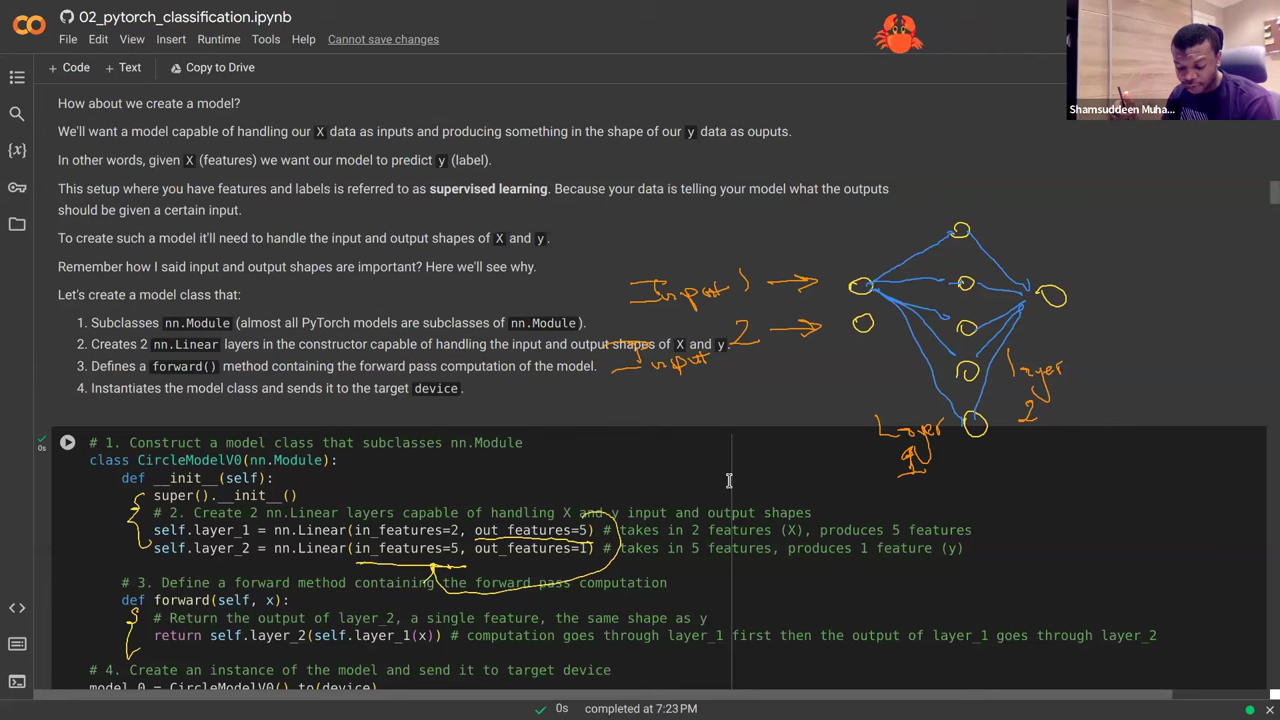 02_pytorch_classification.ipynb
File Edit View Insert Runtime Tools Help Cannot save changes
+ Code + Text Copy to Drive
Shamsuddeen Muha...
How about we create a model?
We'll want a model capable of handling our X data as inputs and producing something in the shape of our y data as ouputs.
In other words, given X (features) we want our model to predict y (label).
This setup where you have features and labels is referred to as supervised learning. Because your data is telling your model what the outputs
should be given a certain input.
To create such a model it'll need to handle the input and output shapes of X and y.
Remember how I said input and output shapes are important? Here we'll see why.
Let's create a model class that:
1. Subclasses nn.Module (almost all PyTorch models are subclasses of nn.Module).
2. Creates 2 nn.Linear layers in the constructor capable of handling the input and output shapes of X and y.
3. Defines a forward() method containing the forward pass computation of the model.
4. Instantiates the model class and sends it to the target device.
Input 1
Input 2
Layer 1
layer 2
# 1. Construct a model class that subclasses nn.Module
class CircleModelV0(nn.Module):
def __init__(self):
super().__init__()
# 2. Create 2 nn.Linear layers capable of handling X and y input and output shapes
self.layer_1 = nn.Linear(in_features=2, out_features=5) # takes in 2 features (X), produces 5 features
self.layer_2 = nn.Linear(in_features=5, out_features=1) # takes in 5 features, produces 1 feature (y)
# 3. Define a forward method containing the forward pass computation
def forward(self, x):
# Return the output of layer_2, a single feature, the same shape as y
return self.layer_2(self.layer_1(x)) # computation goes through layer_1 first then the output of layer_1 goes through layer_2
# 4. Create an instance of the model and send it to target device
model_0 = CircleModelV0().to(device)
0s
0s completed at 7:23 PM